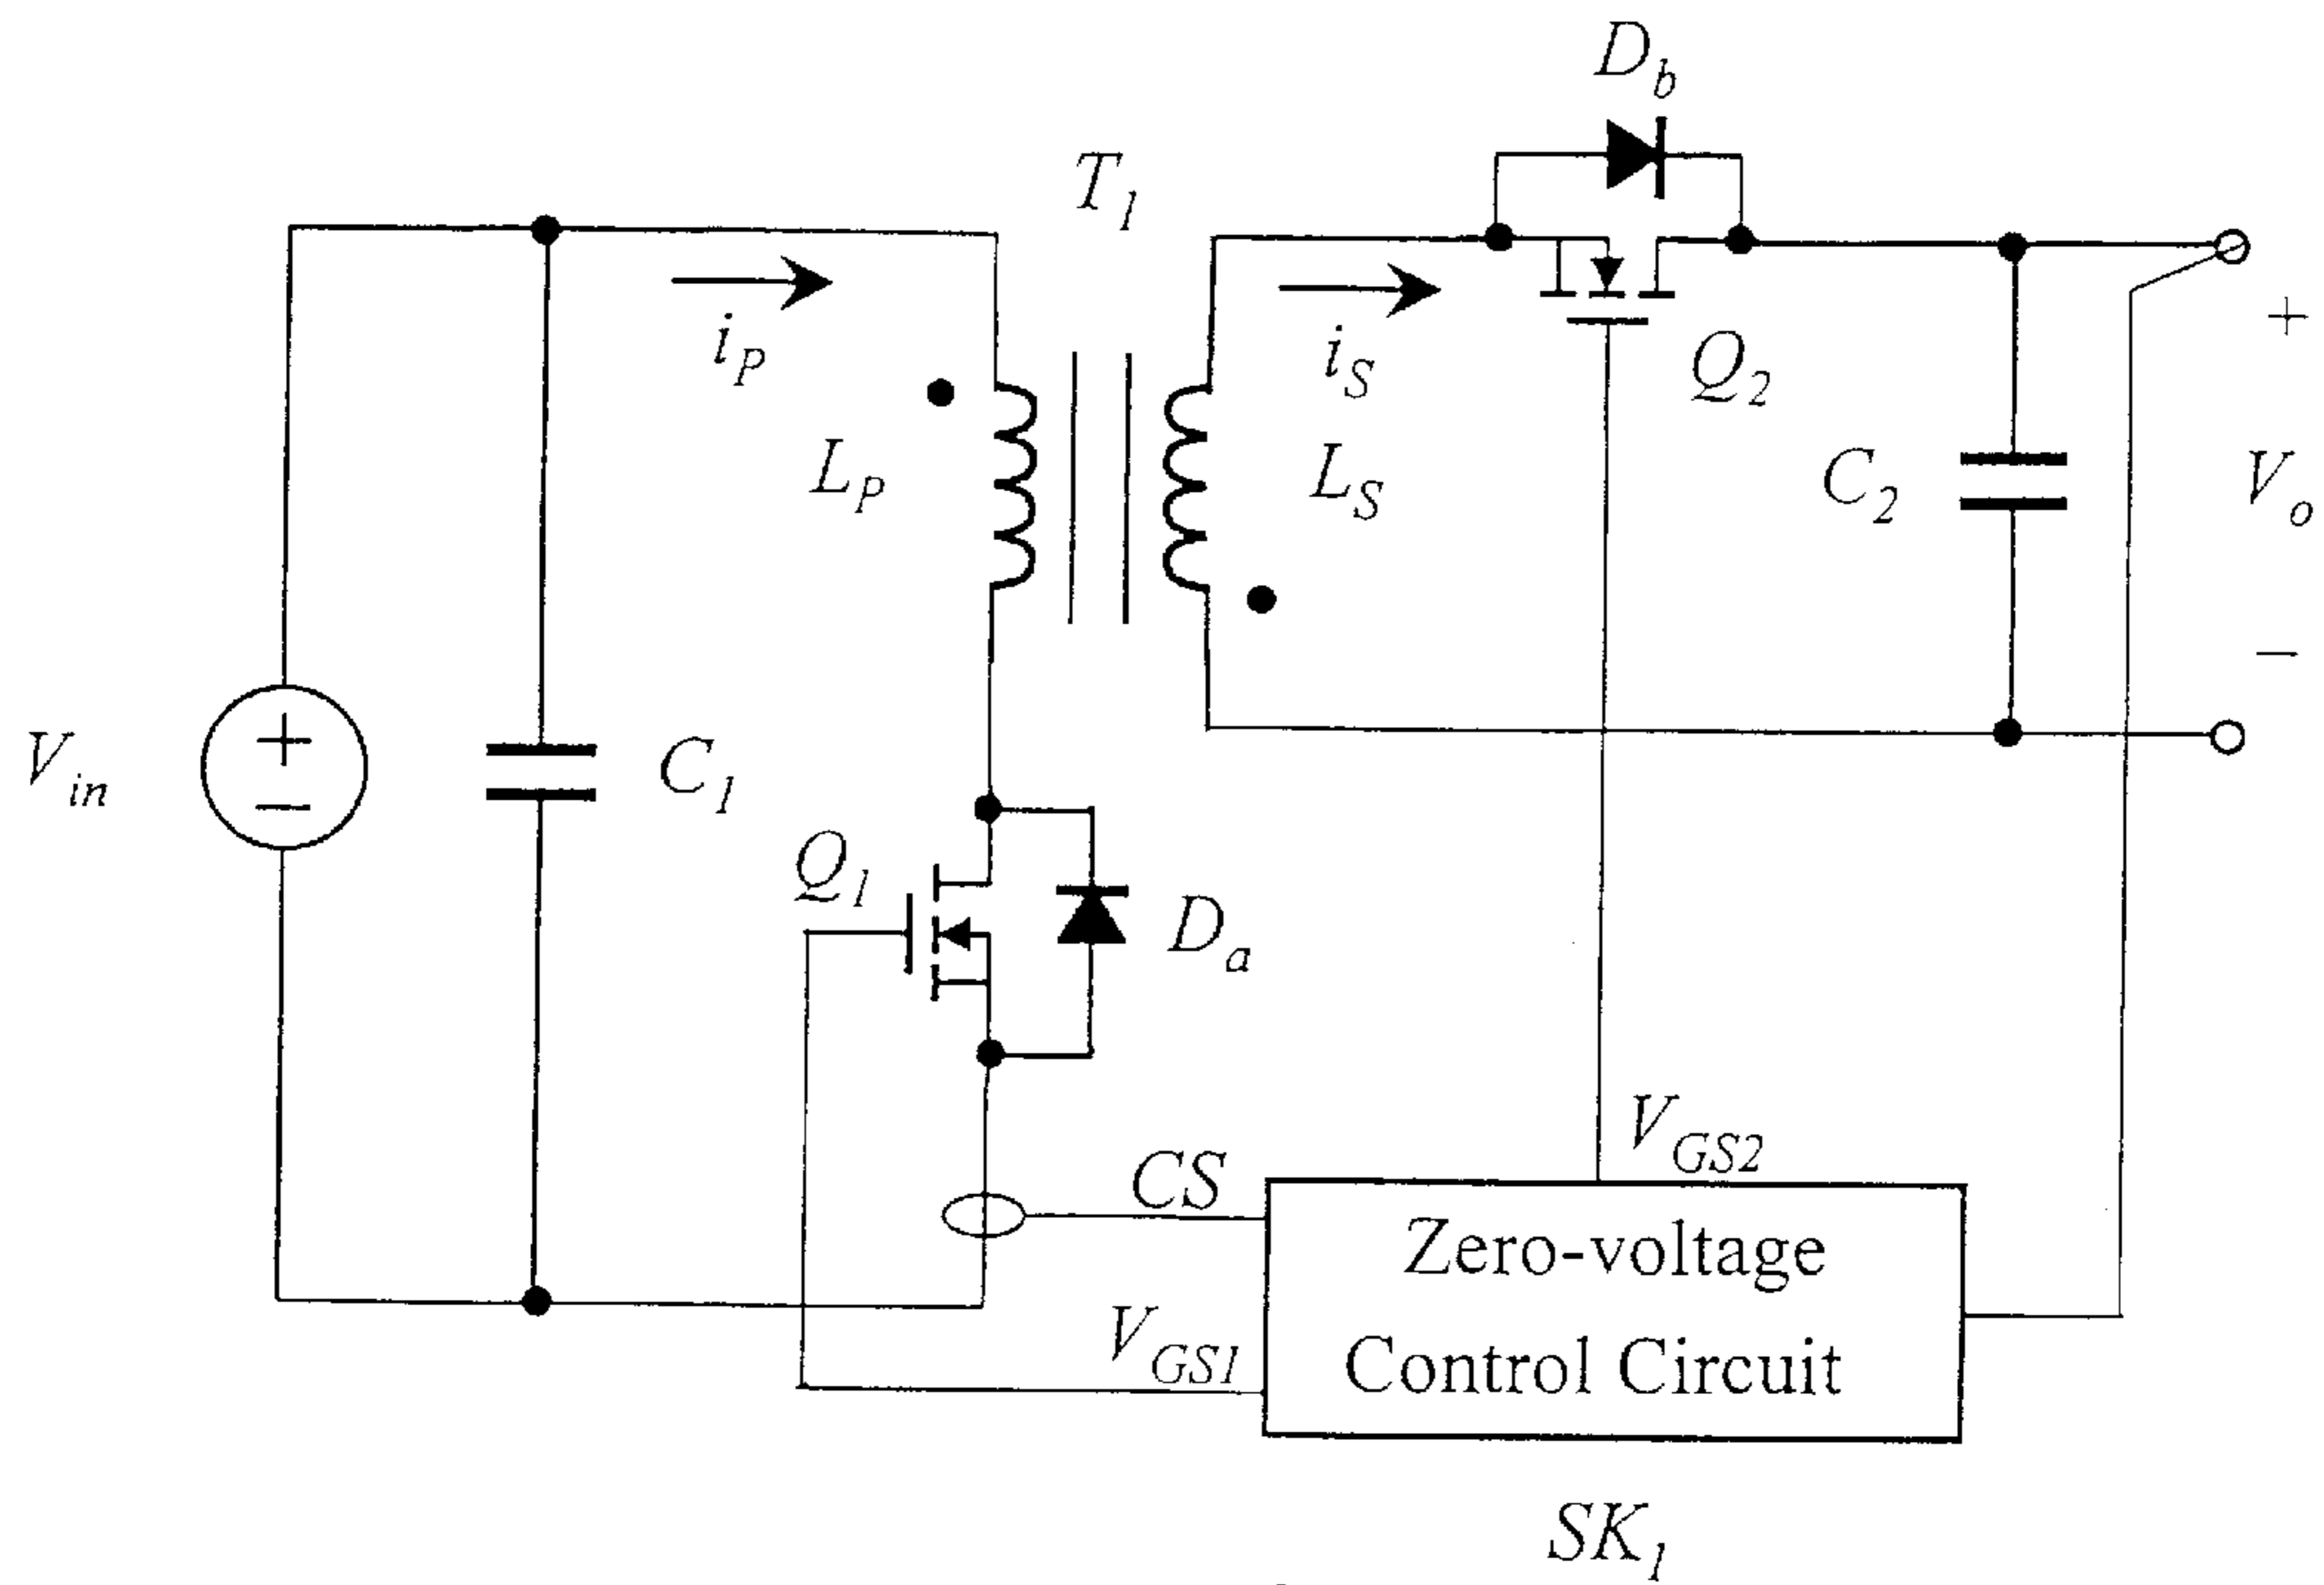 D_b
T_1
i_P
i_S
Q_2
+
L_P
L_S
C_2
V_o
−
V_in
+
−
C_1
Q_1
D_a
V_GS2
CS
Zero-voltage
Control Circuit
V_GS1
SK_1